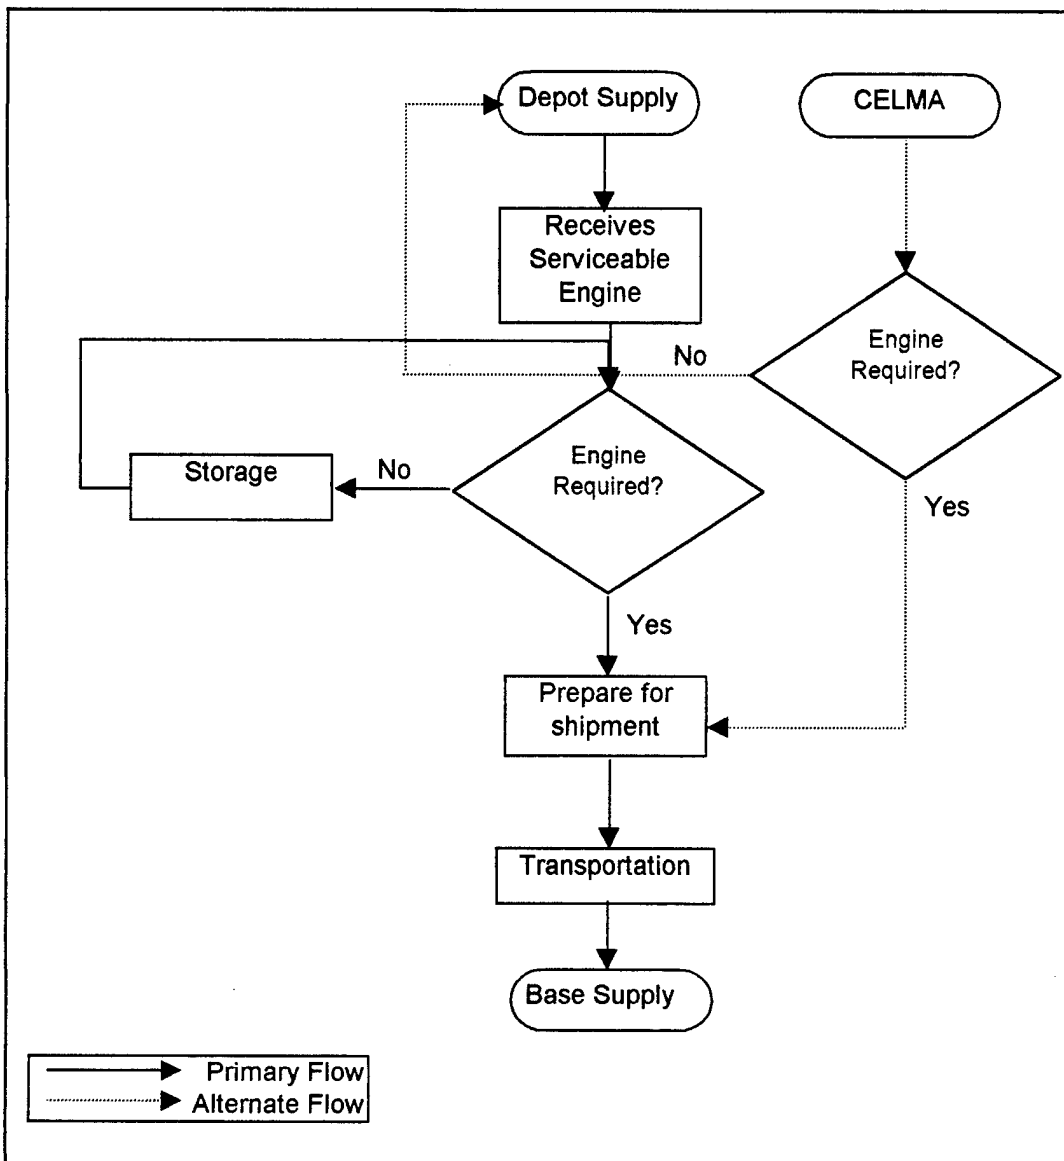 Depot Supply
CELMA
Receives
Serviceable
Engine
No
Engine
Required?
Engine
Required?
Storage
No
Yes
Yes
Prepare for
shipment
Transportation
Base Supply
Primary Flow
Alternate Flow